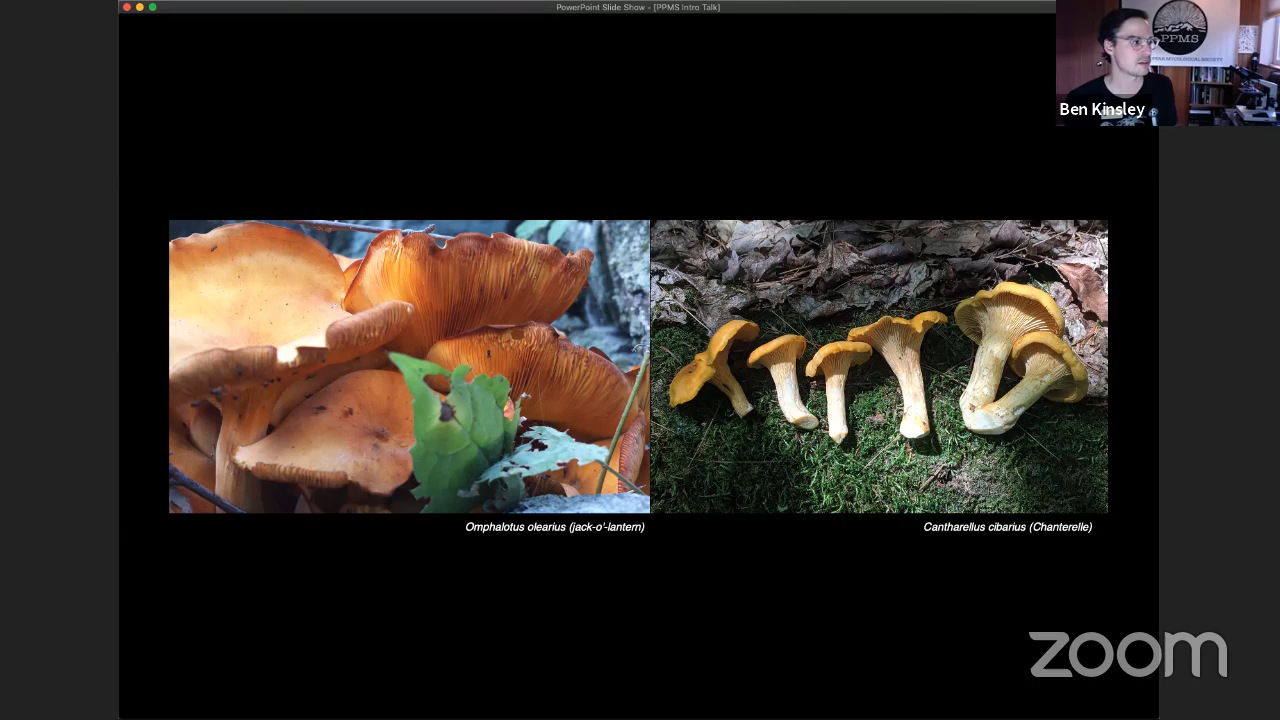 PowerPoint Slide Show - [PPMS Intro Talk]
PPMS
Ben Kinsley
Omphalotus olearius (jack-o'-lantern)
Cantharellus cibarius (Chanterelle)
zoom